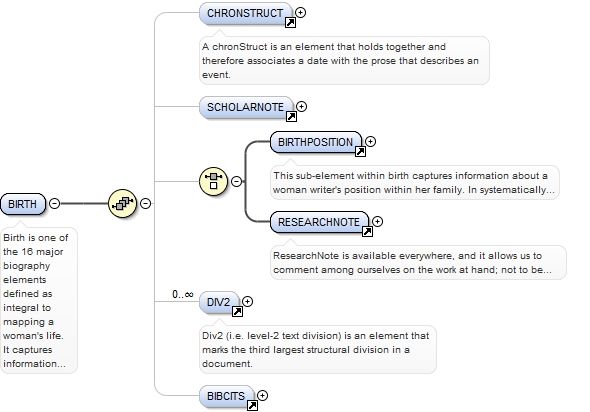 CHRONSTRUCT
A chronStruct is an element that holds together and
therefore associates a date with the prose that describes an
event.
SCHOLARNOTE
BIRTHPOSITION
This sub-element within birth captures information about a
woman writer's position within her family. In systematically...
BIRTH
Birth is one of
the 16 major
biography
elements
defined as
integral to
mapping a
woman's life.
It captures
information...
RESEARCHNOTE
ResearchNote is available everywhere, and it allows us to
comment among ourselves on the work at hand; not to be...
0..∞
DIV2
Div2 (i.e. level-2 text division) is an element that
marks the third largest structural division in a
document.
BIBCITS